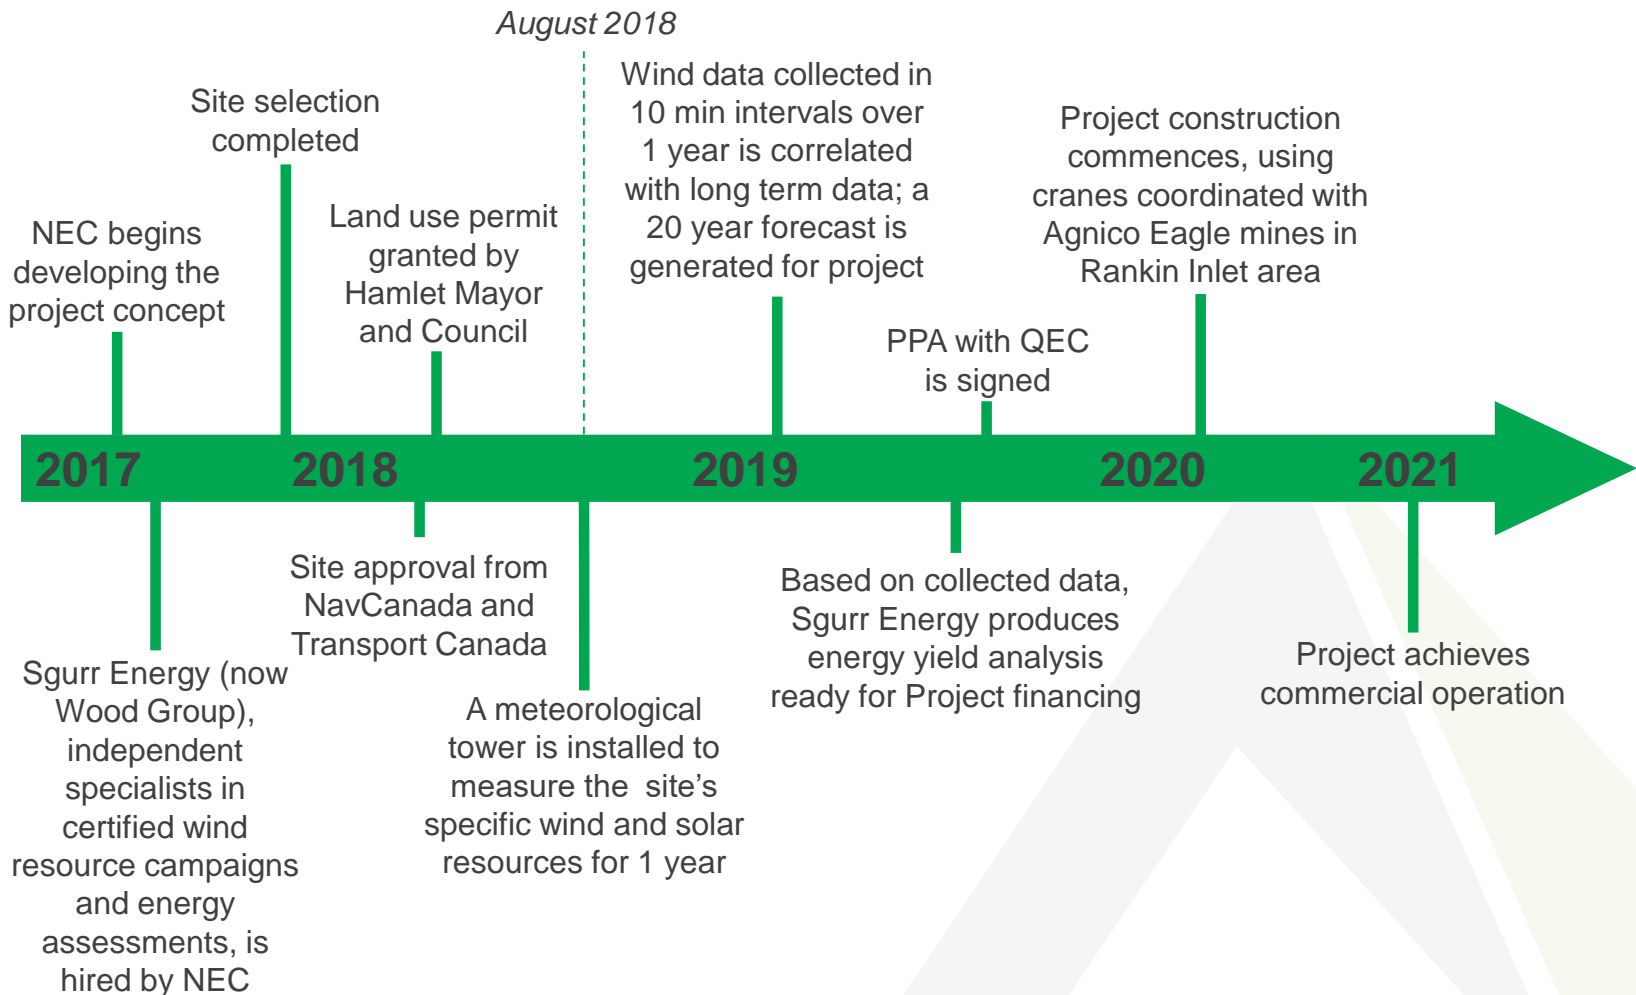 August 2018
NEC begins
developing the
project concept
Site selection
completed
Land use permit
granted by
Hamlet Mayor
and Council
Wind data collected in
10 min intervals over
1 year is correlated
with long term data; a
20 year forecast is
generated for project
PPA with QEC
is signed
Project construction
commences, using
cranes coordinated with
Agnico Eagle mines in
Rankin Inlet area
2017
2018
2019
2020
2021
Sgurr Energy (now
Wood Group),
independent
specialists in
certified wind
resource campaigns
and energy
assessments, is
hired by NEC
Site approval from
NavCanada and
Transport Canada
A meteorological
tower is installed to
measure the  site’s
specific wind and solar
resources for 1 year
Based on collected data,
Sgurr Energy produces
energy yield analysis
ready for Project financing
Project achieves
commercial operation